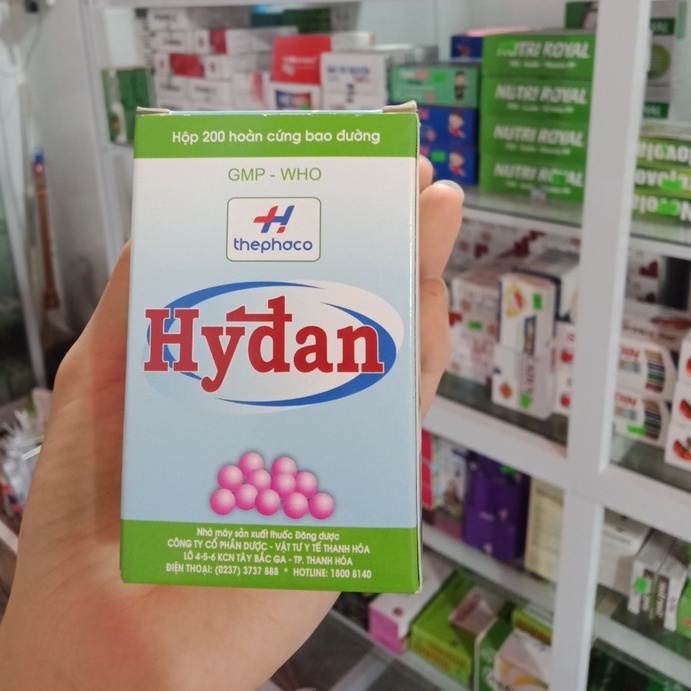 Hộp 200 hoàn cứng bao đường
GMP - WHO
thephaco
Hyđan
Nhà máy sản xuất thuốc Đông dược
CÔNG TY CỔ PHẦN DƯỢC - VẬT TƯ Y TẾ THANH HÓA
LÔ 4-5-6 KCN TÂY BẮC GA - TP. THANH HÓA
ĐIỆN THOẠI: (0237) 3737 888 * HOTLINE: 1800 6140
NUTRI ROYAL
NUTRI ROYAL
NUTRI ROYAL
NUTRI ROYAL